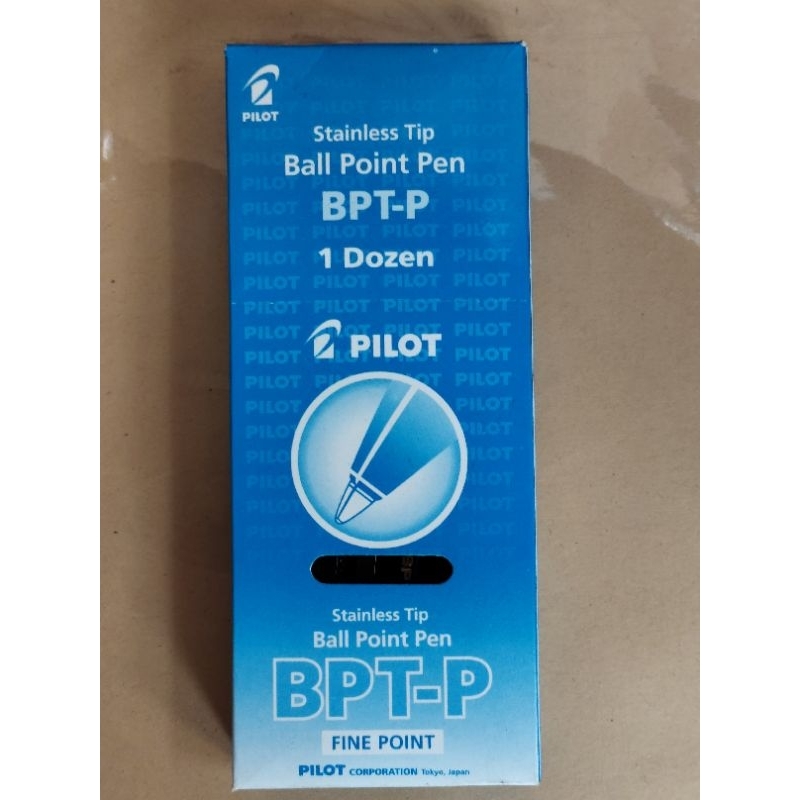 PILOT
Stainless Tip
Ball Point Pen
BPT-P
1 Dozen
PILOT
Stainless Tip
Ball Point Pen
BPT-P
FINE POINT
PILOT CORPORATION Tokyo, Japan